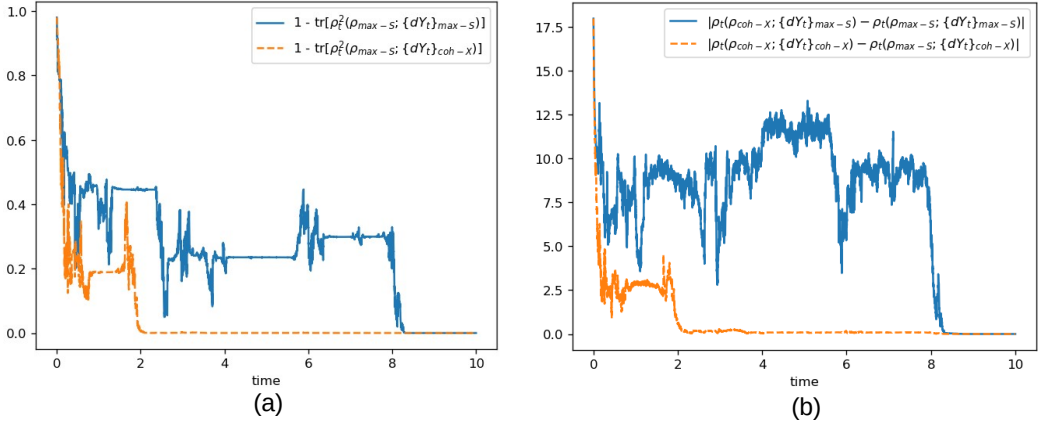 1 - tr[ρ_t^2(ρ_{max−S}; {dY_t}_{max−S})]
1 - tr[ρ_t^2(ρ_{max−S}; {dY_t}_{coh−X})]
1.0
0.8
0.6
0.4
0.2
0.0
0 2 4 6 8 10
time
(a)
|ρ_t(ρ_{coh−X}; {dY_t}_{max−S}) − ρ_t(ρ_{max−S}; {dY_t}_{max−S})|
|ρ_t(ρ_{coh−X}; {dY_t}_{coh−X}) − ρ_t(ρ_{max−S}; {dY_t}_{coh−X})|
17.5
15.0
12.5
10.0
7.5
5.0
2.5
0.0
0 2 4 6 8 10
time
(b)